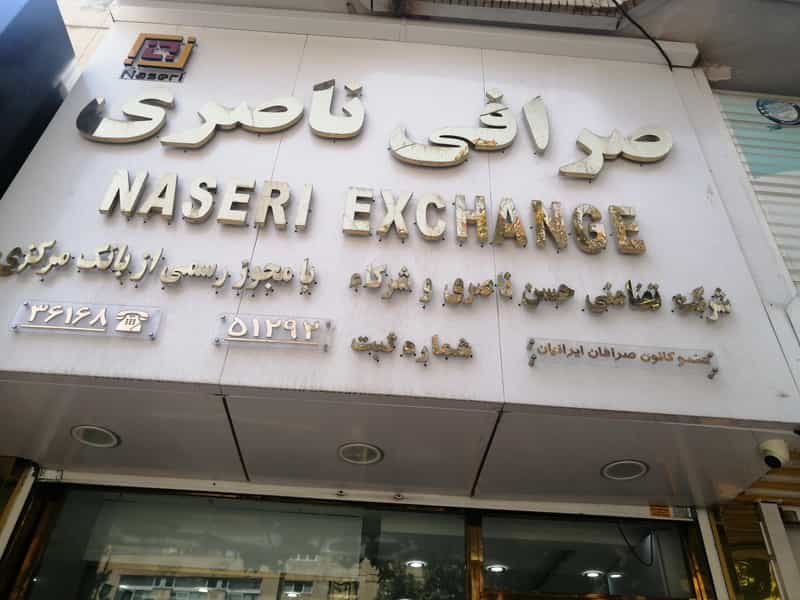 Naseri
صرافی ناصری
NASERI EXCHANGE
شرکت تضامنی حسن ناصری و شرکاء با مجوز رسمی از بانک مرکزی
عضو کانون صرافان ایرانیان شماره ثبت ۵۱۲۹۲ ۳۶۱۶۸